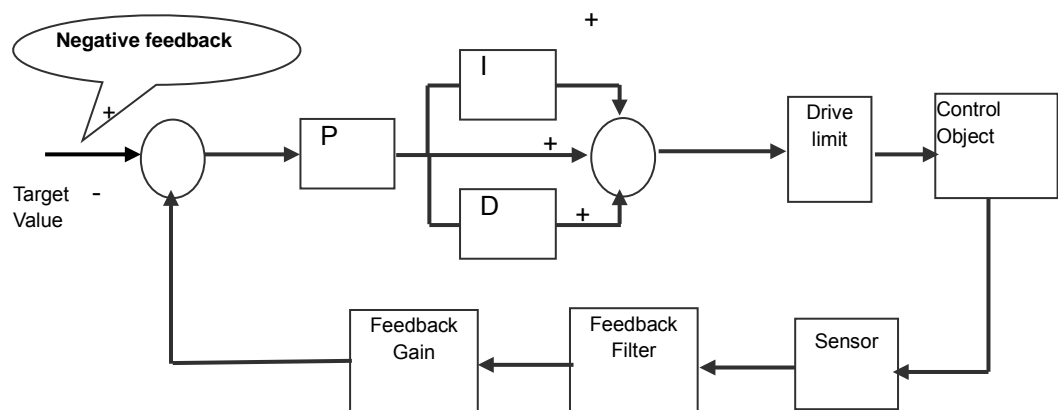 +
Negative feedback
I
+
P
+
D
+
Drive
limit
Control
Object
Target
Value
-
Feedback
Gain
Feedback
Filter
Sensor